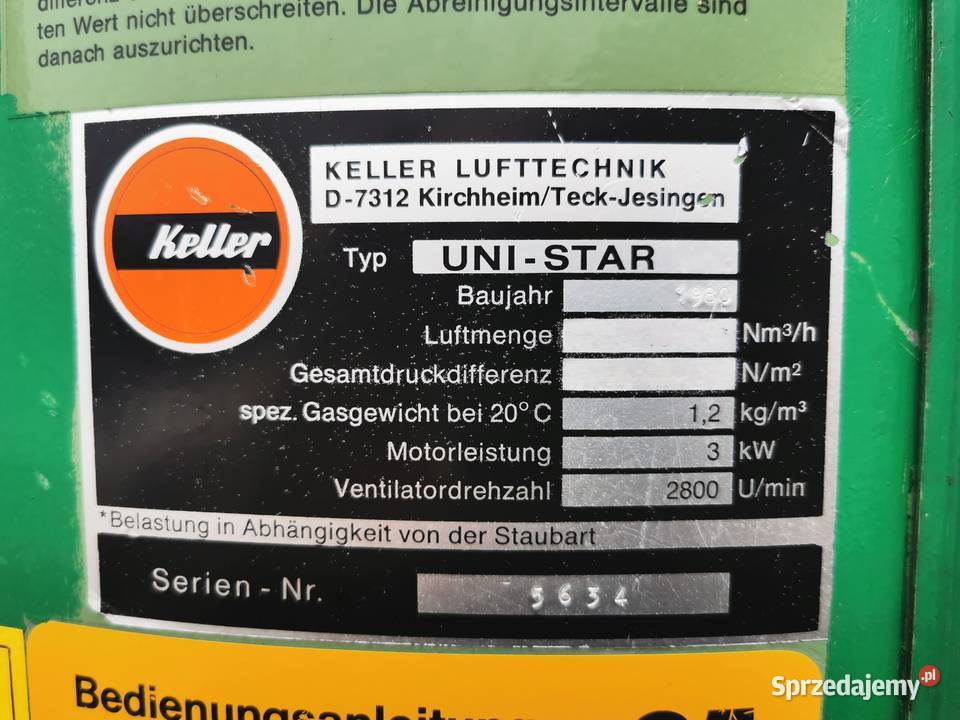 ten Wert nicht überschreiten. Die Abreinigungsintervalle sind
danach auszurichten.
Keller
KELLER LUFTTECHNIK
D-7312 Kirchheim/Teck-Jesingen
Typ UNI-STAR
Baujahr 1980
Luftmenge Nm³/h
Gesamtdruckdifferenz N/m²
spez. Gasgewicht bei 20°C 1,2 kg/m³
Motorleistung 3 kW
Ventilatordrehzahl 2800 U/min
*Belastung in Abhängigkeit von der Staubart
Serien-Nr. 5634
Bedienungsanleitung
Sprzedajemy.pl